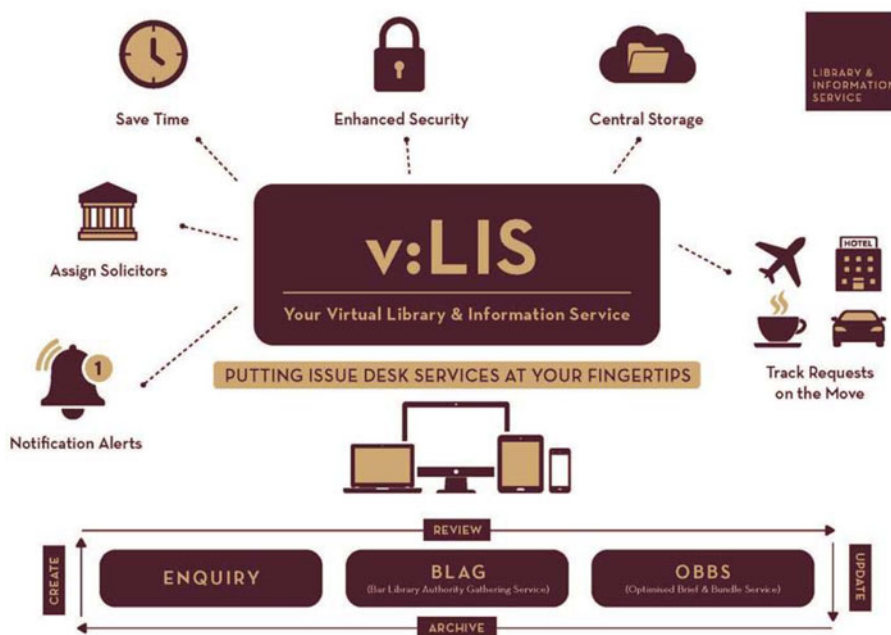 LIBRARY &
INFORMATION
SERVICE
Save Time
Enhanced Security
Central Storage
Assign Solicitors
v:LIS
Your Virtual Library & Information Service
HOTEL
PUTTING ISSUE DESK SERVICES AT YOUR FINGERTIPS
Track Requests
on the Move
1
Notification Alerts
REVIEW
CREATE
ENQUIRY
BLAG
(Bar Library Authority Gathering Service)
OBBS
(Optimised Brief & Bundle Service)
UPDATE
ARCHIVE